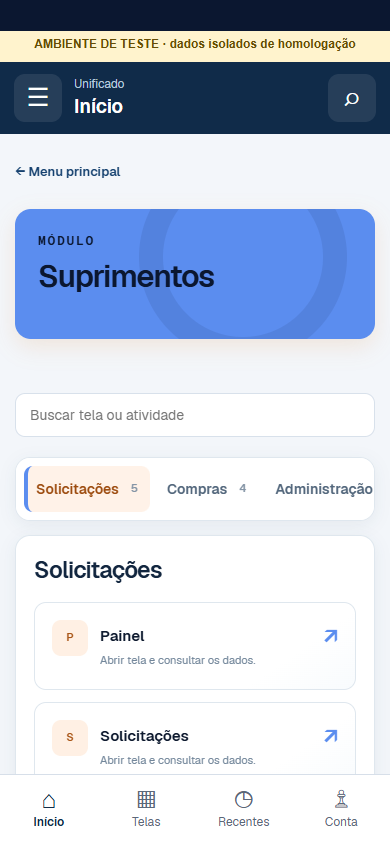 AMBIENTE DE TESTE · dados isolados de homologação
Unificado
Início
← Menu principal
MÓDULO
Suprimentos
Buscar tela ou atividade
Solicitações 5 Compras 4 Administração
Solicitações
P Painel
Abrir tela e consultar os dados.
S Solicitações
Abrir tela e consultar os dados.
Início Telas Recentes Conta